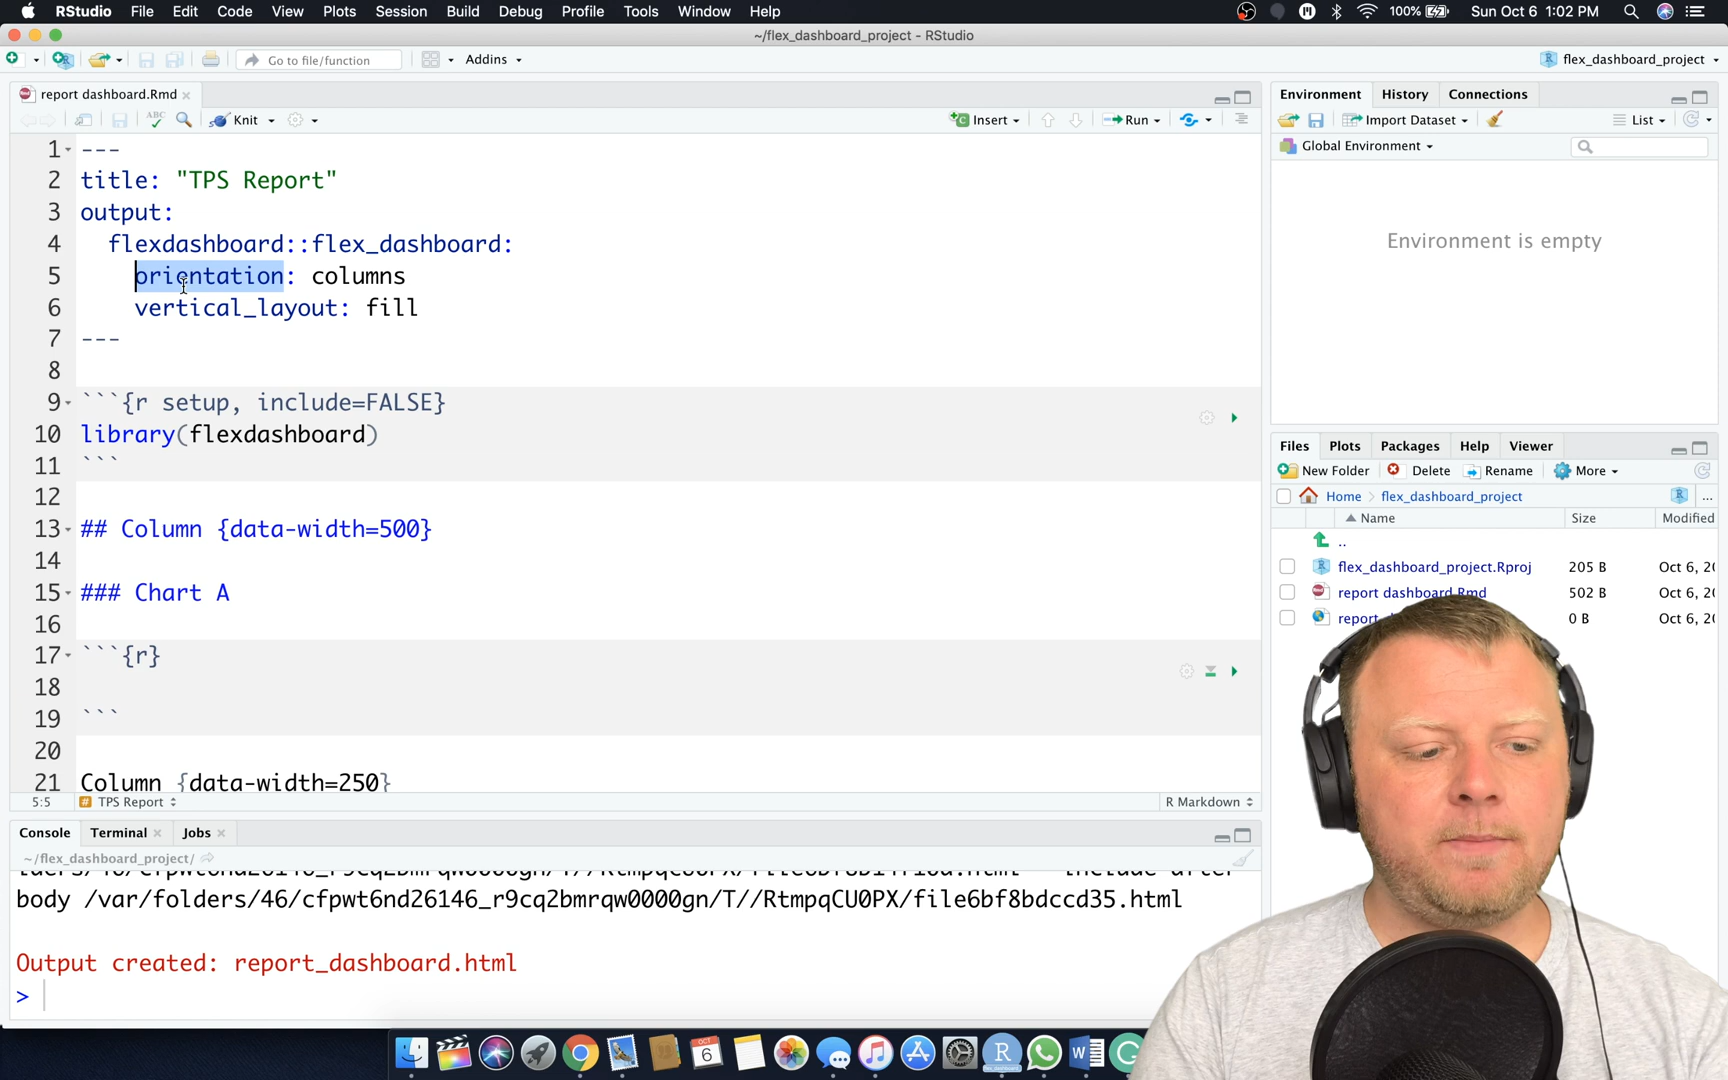 RStudio File Edit Code View Plots Session Build Debug Profile Tools Window Help 100% Sun Oct 6 1:02 PM
~/flex_dashboard_project - RStudio
Go to file/function Addins flex_dashboard_project
report dashboard.Rmd
ABC Knit Insert Run
1 ---
2 title: "TPS Report"
3 output:
4 flexdashboard::flex_dashboard:
5 orientation: columns
6 vertical_layout: fill
7 ---
8
9 ```{r setup, include=FALSE}
10 library(flexdashboard)
11 ```
12
13 ## Column {data-width=500}
14
15 ### Chart A
16
17 ```{r}
18
19 ```
20
21 Column {data-width=250}
5:5 TPS Report R Markdown
Console Terminal Jobs
~/flex_dashboard_project/
body /var/folders/46/cfpwt6nd26146_r9cq2bmrqw0000gn/T//RtmpqCU0PX/file6bf8bdccd35.html
Output created: report_dashboard.html
>
Environment History Connections
Import Dataset List
Global Environment
Environment is empty
Files Plots Packages Help Viewer
New Folder Delete Rename More
Home flex_dashboard_project ...
Name Size Modified
..
flex_dashboard_project.Rproj 205 B Oct 6, 20
report dashboard.Rmd 502 B Oct 6, 20
report 0 B Oct 6, 20
OCT
6